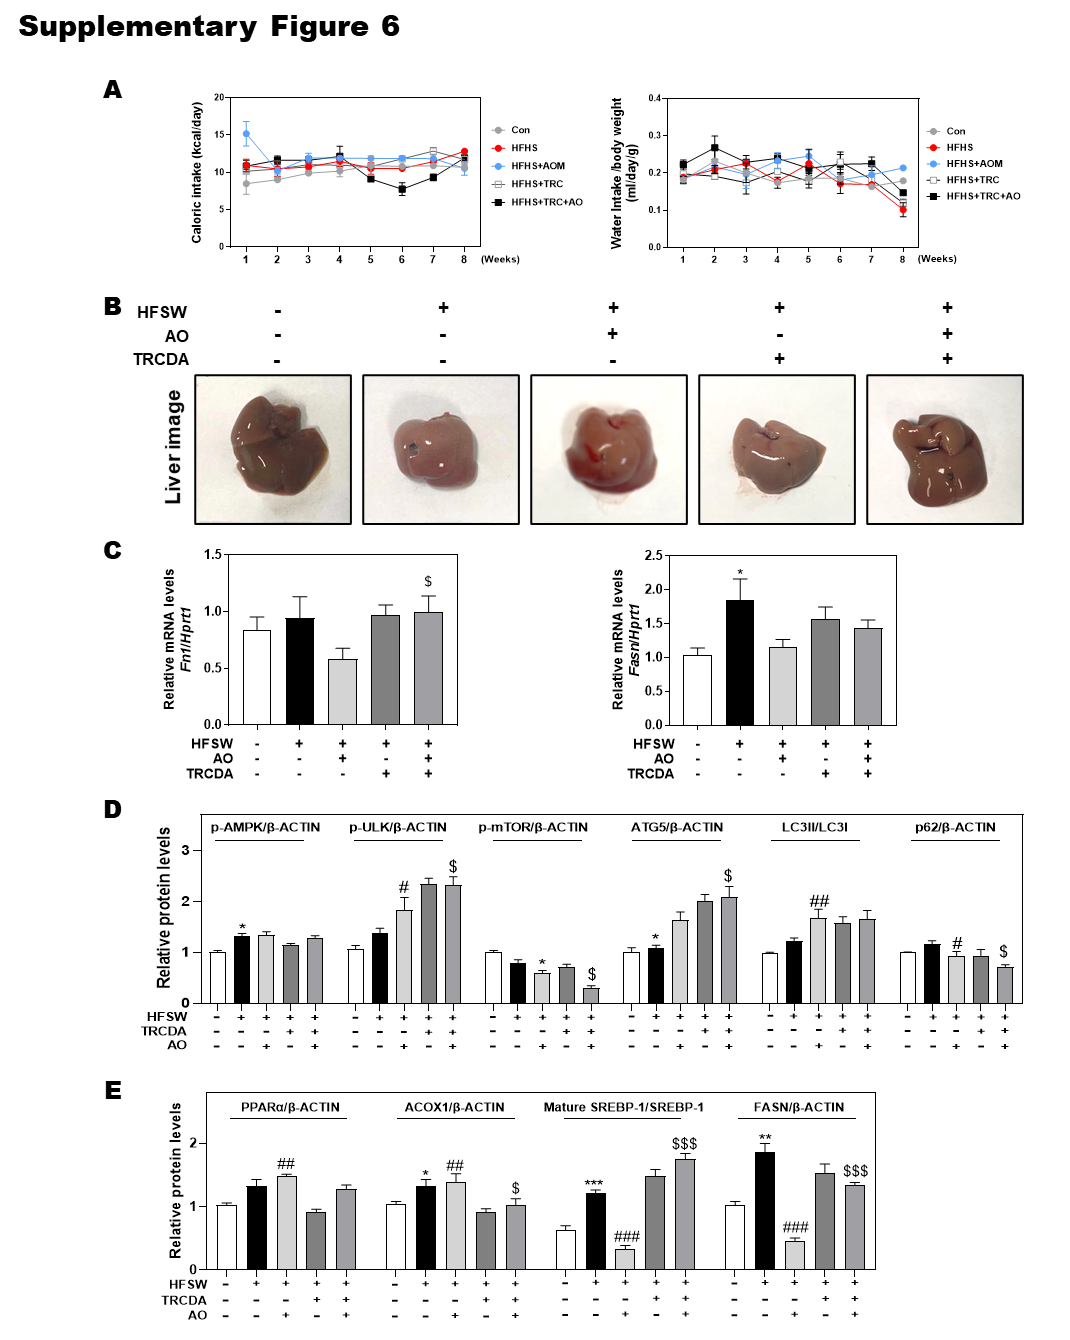 Supplementary Figure 6
A
Caloric intake (kcal/day)
20
15
10
5
0
1 2 3 4 5 6 7 8 (Weeks)
Con
HFHS
HFHS+AOM
HFHS+TRC
HFHS+TRC+AO
Water Intake /body weight
(ml/day/g)
0.4
0.3
0.2
0.1
0.0
1 2 3 4 5 6 7 8 (Weeks)
Con
HFHS
HFHS+AOM
HFHS+TRC
HFHS+TRC+AO
B
HFSW - + + + +
AO - - + - +
TRCDA - - - + +
Liver image
C
Relative mRNA levels
Fn1/Hprt1
1.5
1.0
0.5
0.0
$
HFSW - + + + +
AO - - + - +
TRCDA - - - + +
Relative mRNA levels
Fasn/Hprt1
2.5
2.0
1.5
1.0
0.5
0.0
*
HFSW - + + + +
AO - - + - +
TRCDA - - - + +
D
Relative protein levels
3
2
1
0
p-AMPK/β-ACTIN p-ULK/β-ACTIN p-mTOR/β-ACTIN ATG5/β-ACTIN LC3II/LC3I p62/β-ACTIN
* # $ * $ * $ ## # $
HFSW - + + + + - + + + + - + + + + - + + + + - + + + + - + + + +
TRCDA - - - + + - - - + + - - - + + - - - + + - - - + + - - - + +
AO - - + - + - - + - + - - + - + - - + - + - - + - + - - + - +
E
Relative protein levels
2
1
0
PPARα/β-ACTIN ACOX1/β-ACTIN Mature SREBP-1/SREBP-1 FASN/β-ACTIN
## * ## $ *** ### $$$ ** ### $$$
HFSW - + + + + - + + + + - + + + + - + + + +
TRCDA - - - + + - - - + + - - - + + - - - + +
AO - - + - + - - + - + - - + - + - - + - +